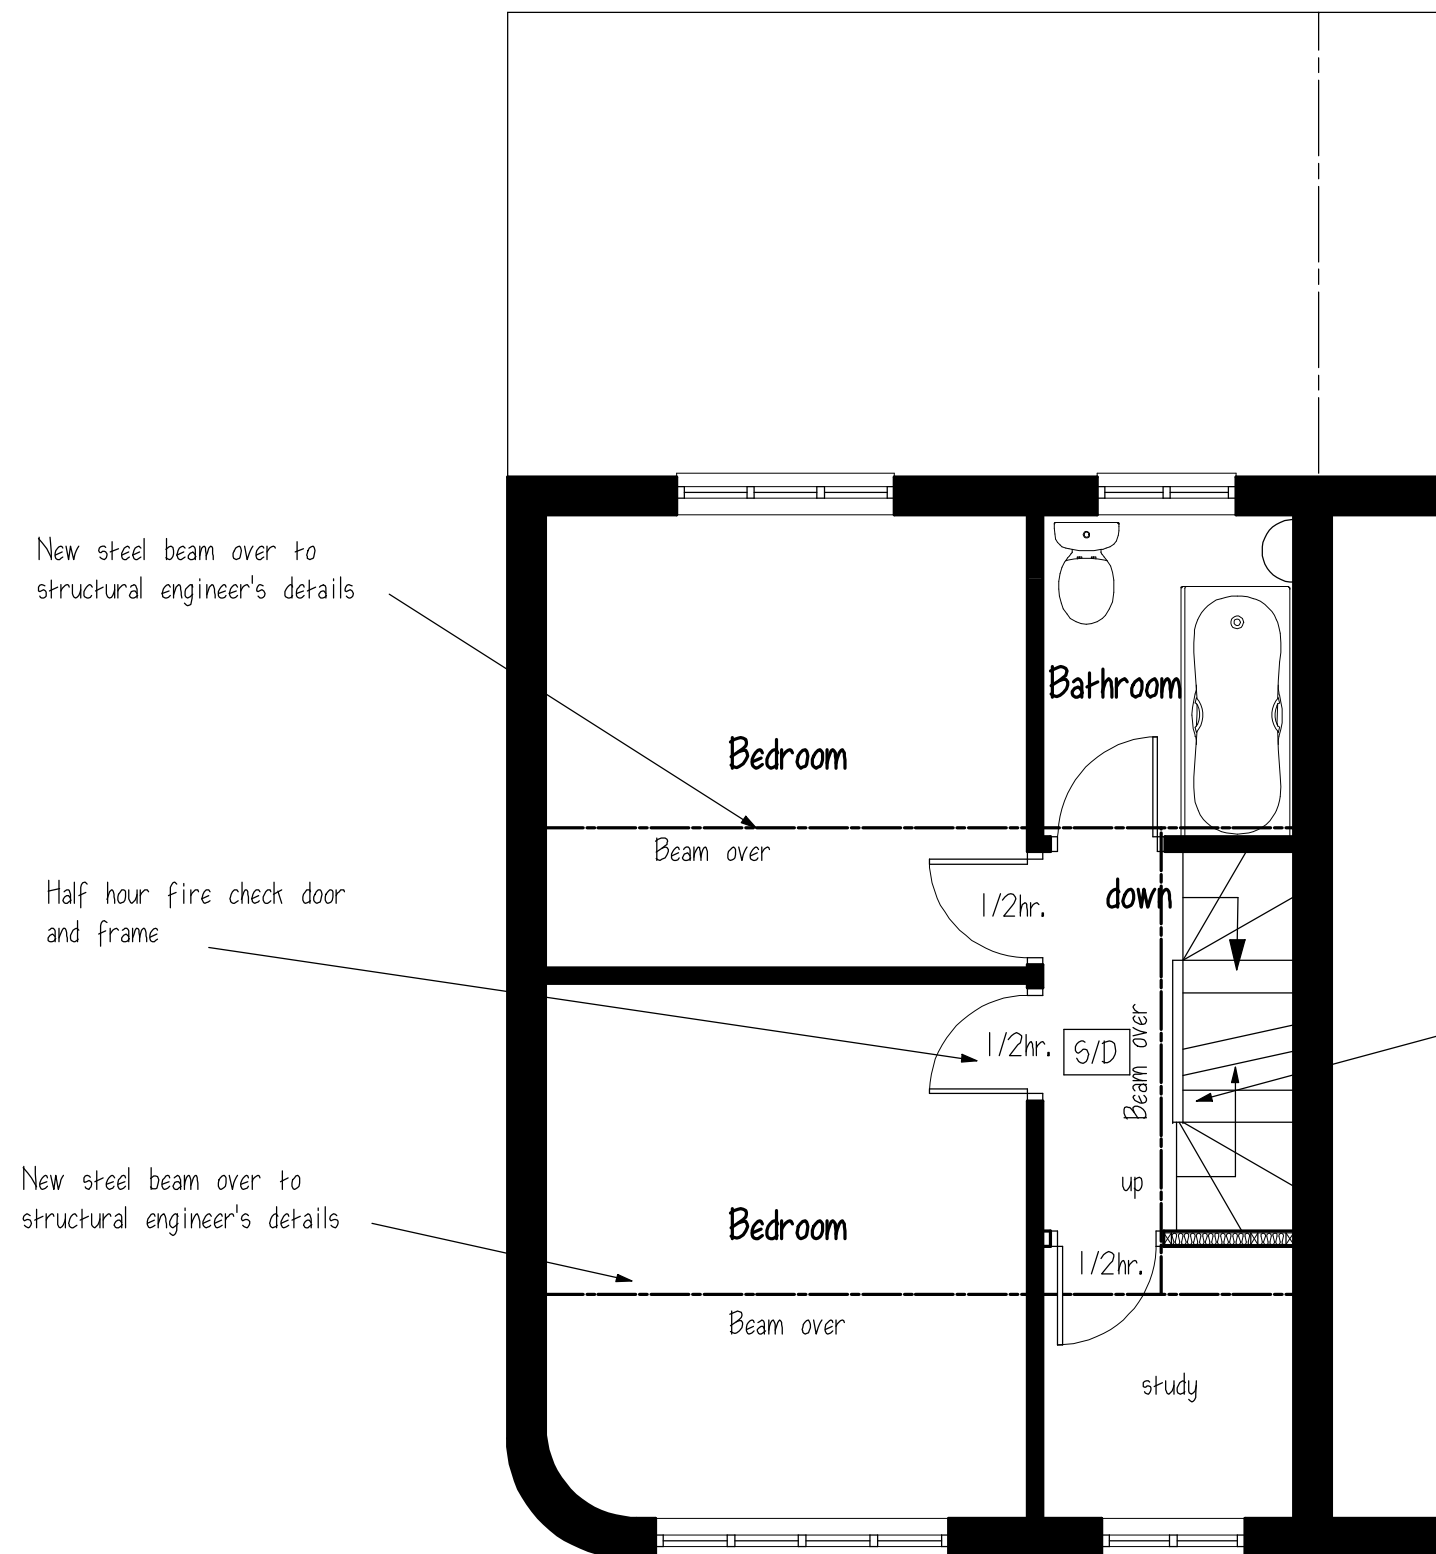 New steel beam over to
structural engineer's details
Bathroom
Bedroom
Beam over
Half hour fire check door
and frame
1/2hr.
down
1/2hr.
S/D
Beam over
New steel beam over to
structural engineer's details
up
Bedroom
1/2hr.
Beam over
study